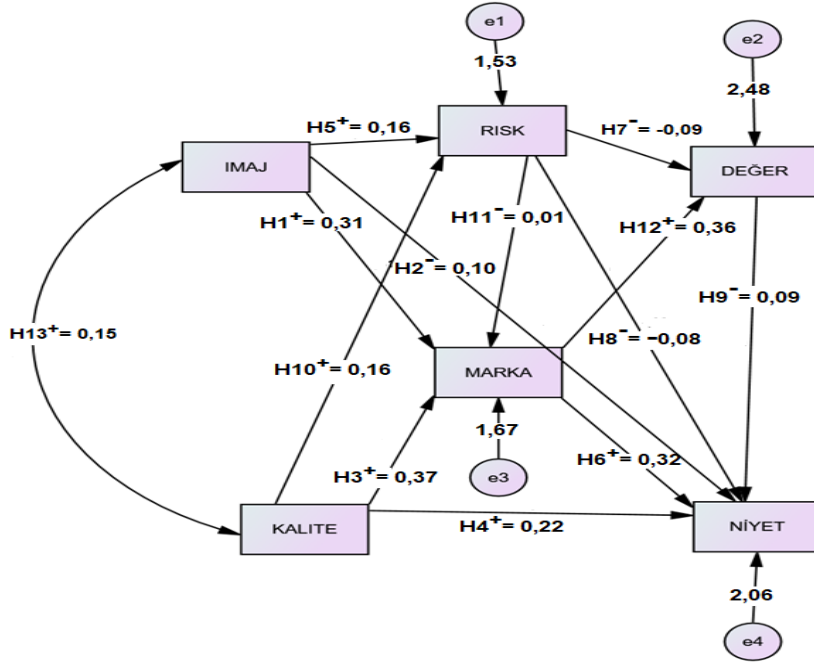 e1
e2
1,53
2,48
H5+= 0,16
RISK
H7-= -0,09
IMAJ
DEĞER
H1+= 0,31
H11-= 0,01
H12+= 0,36
H2-= 0,10
H9-= 0,09
H13+= 0,15
H8-= -0,08
H10+= 0,16
MARKA
1,67
H6+= 0,32
H3+= 0,37
e3
KALITE
H4+= 0,22
NİYET
2,06
e4